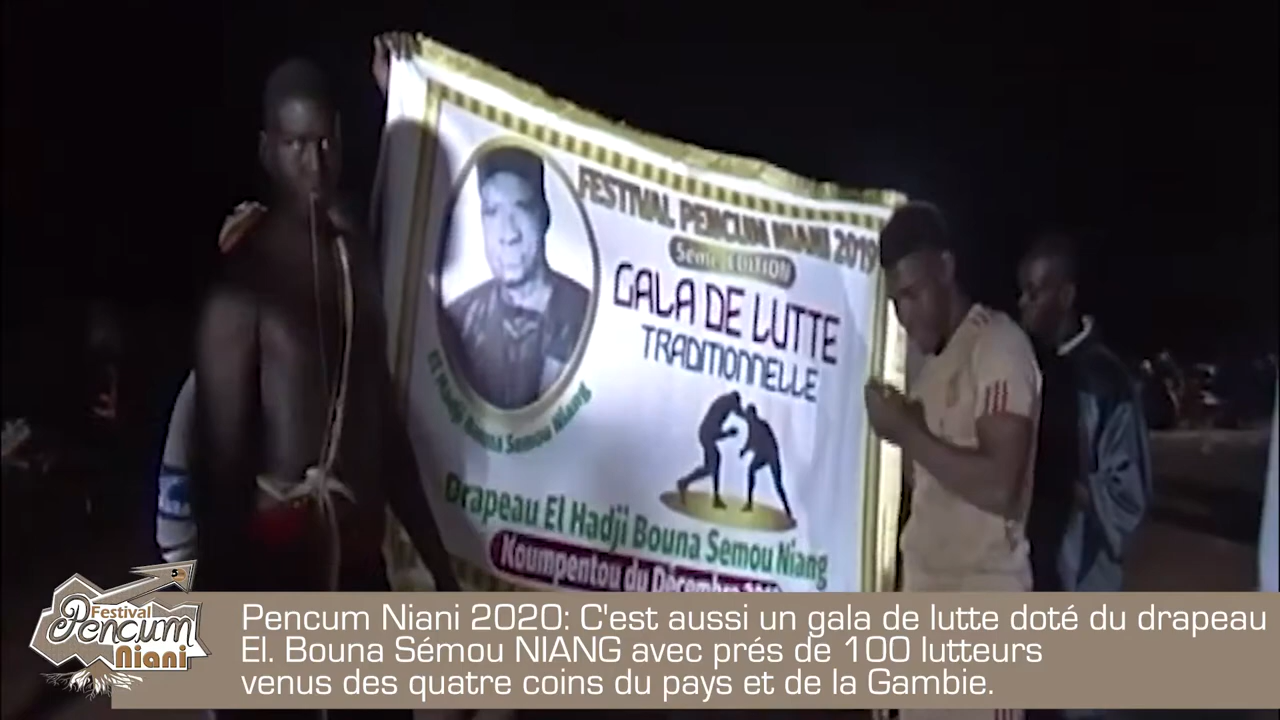 FESTIVAL PENCUM NIANI 2019
5ème EDITION
GALA DE LUTTE
TRADITIONNELLE
El Hadji Bouna Semou Niang
Drapeau El Hadji Bouna Semou Niang
Koumpentou du Décembre
Festival
Pencum
Niani
5
Pencum Niani 2020: C'est aussi un gala de lutte doté du drapeau
El. Bouna Sémou NIANG avec prés de 100 lutteurs
venus des quatre coins du pays et de la Gambie.